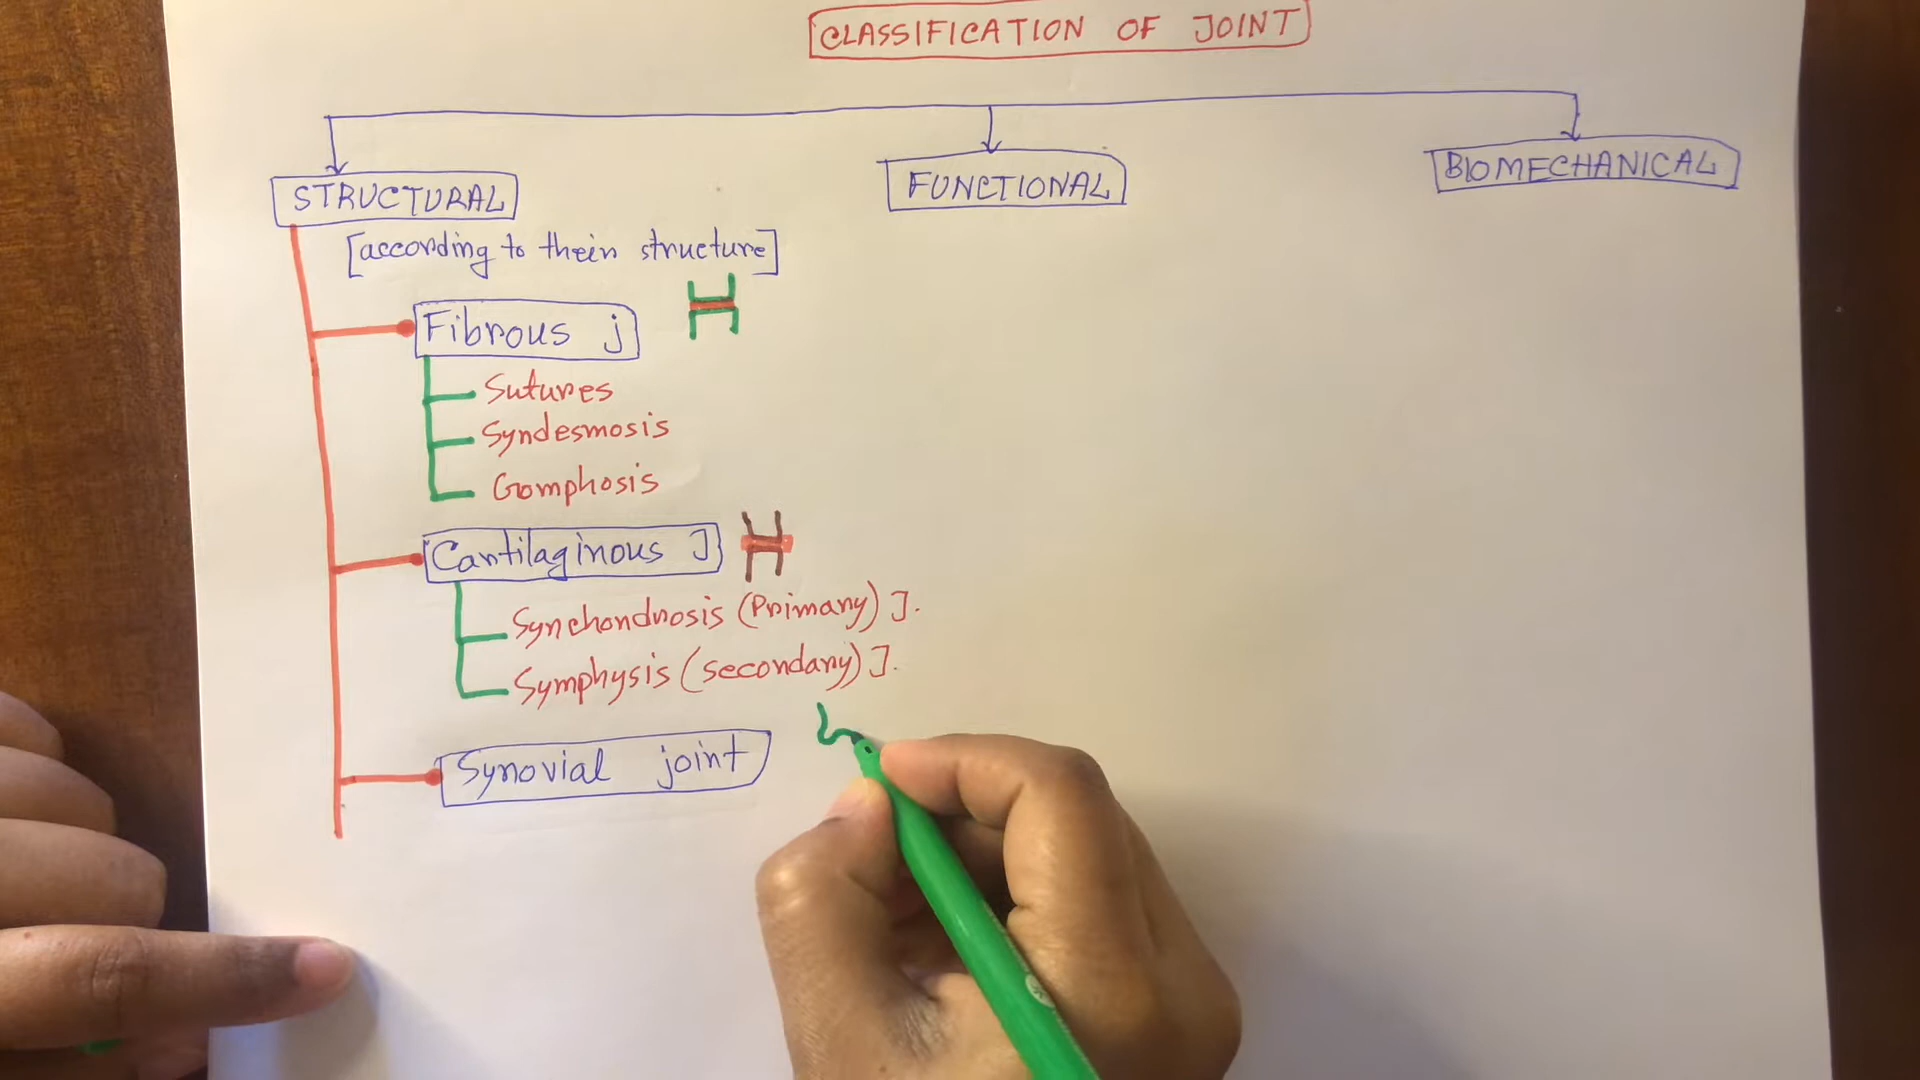 CLASSIFICATION OF JOINT
STRUCTURAL
FUNCTIONAL
BIOMECHANICAL
[according to their structure]
Fibrous j
Sutures
Syndesmosis
Gomphosis
Cartilaginous J
Synchondrosis (Primary) J.
Symphysis (secondary) J.
Synovial joint